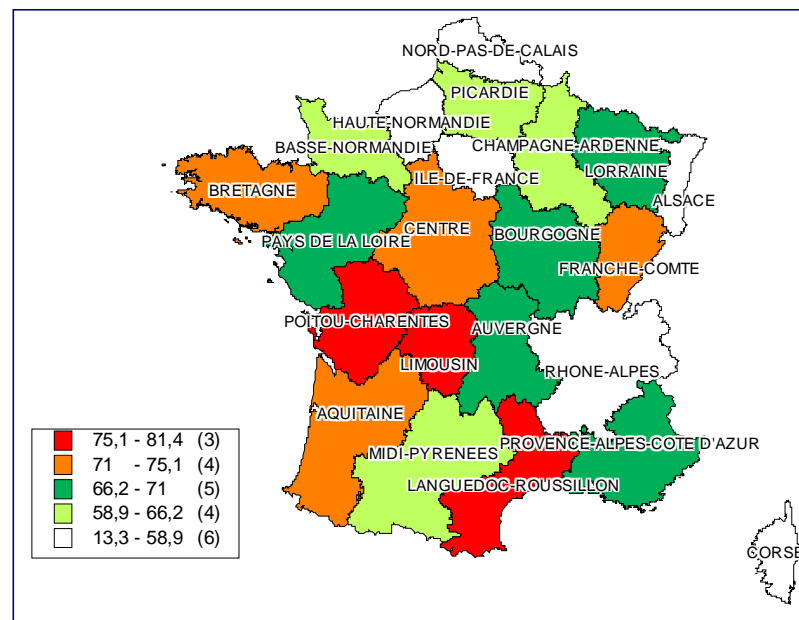 NORD-PAS-DE-CALAIS
PICARDIE
HAUTE-NORMANDIE
BASSE-NORMANDIE
CHAMPAGNE-ARDENNE
LORRAINE
ILE-DE-FRANCE
ALSACE
BRETAGNE
CENTRE
BOURGOGNE
PAYS DE LA LOIRE
FRANCHE-COMTE
POITOU-CHARENTES
AUVERGNE
LIMOUSIN
RHONE-ALPES
AQUITAINE
PROVENCE-ALPES-COTE D'AZUR
MIDI-PYRENEES
LANGUEDOC-ROUSSILLON
CORSE
75,1 - 81,4 (3)
71 - 75,1 (4)
66,2 - 71 (5)
58,9 - 66,2 (4)
13,3 - 58,9 (6)